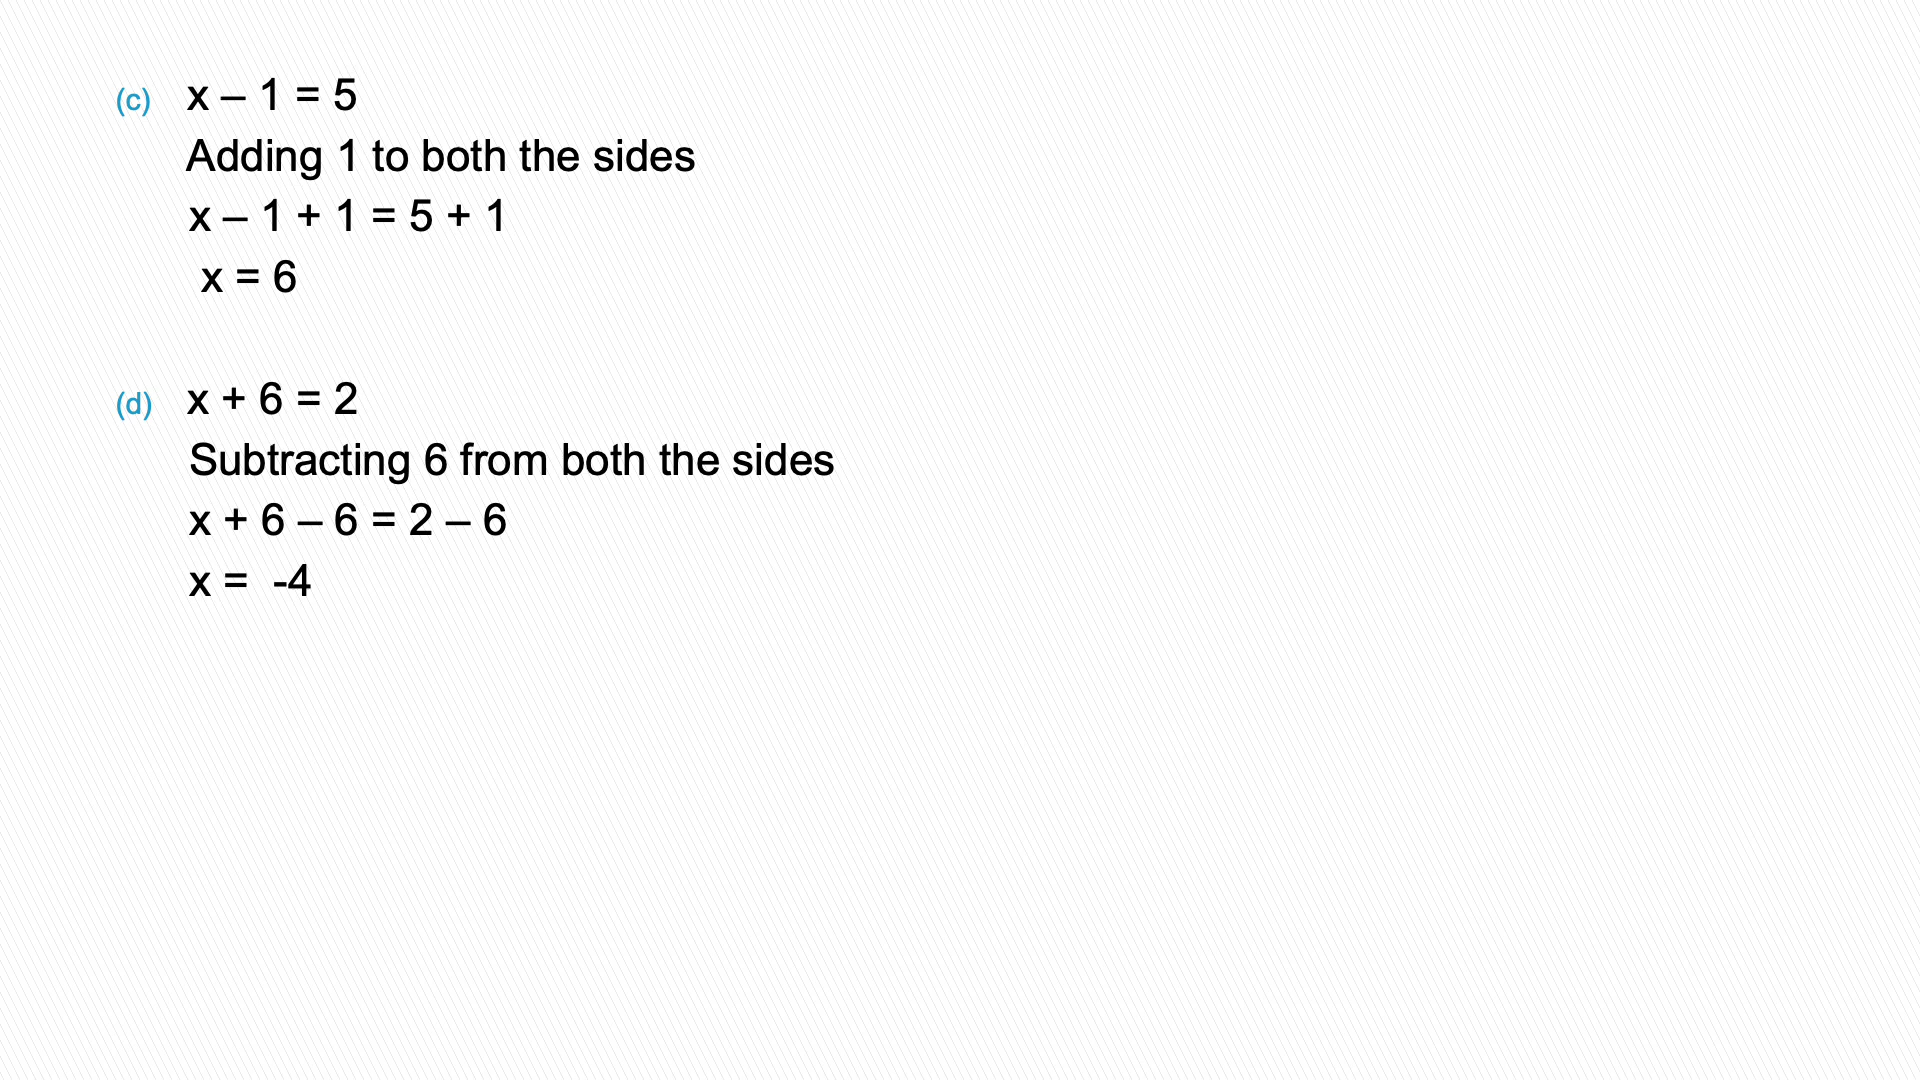 (c) x – 1 = 5
Adding 1 to both the sides
x – 1 + 1 = 5 + 1
x = 6
(d) x + 6 = 2
Subtracting 6 from both the sides
x + 6 – 6 = 2 – 6
x = -4